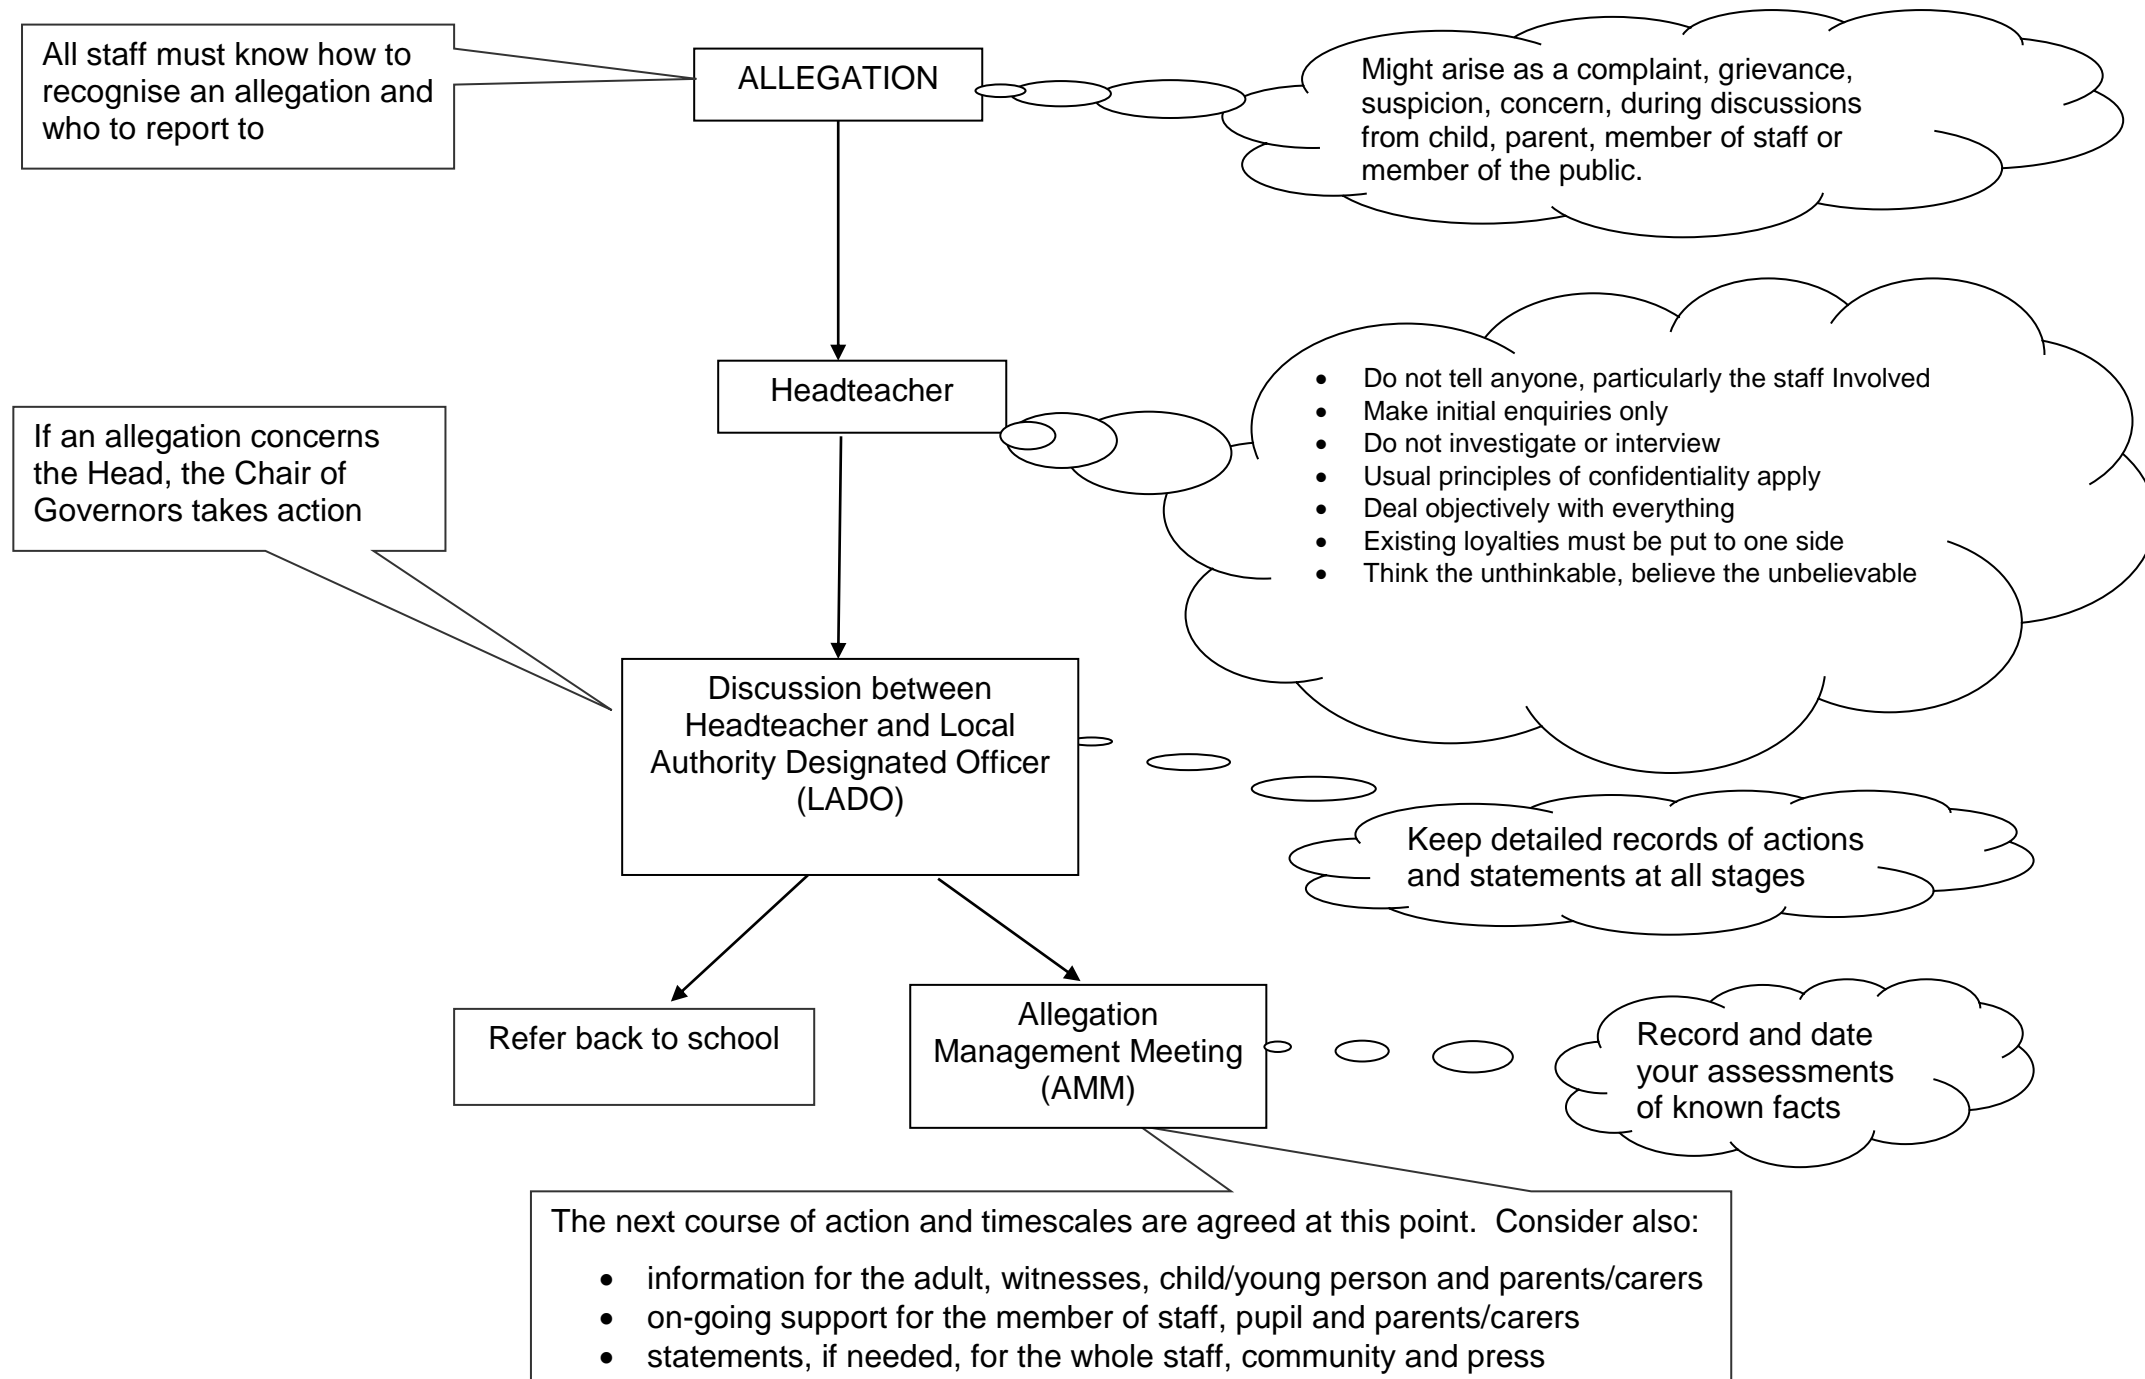 All staff must know how to
recognise an allegation and
who to report to
ALLEGATION
Might arise as a complaint, grievance,
suspicion, concern, during discussions
from child, parent, member of staff or
member of the public.
Headteacher
• Do not tell anyone, particularly the staff Involved
• Make initial enquiries only
• Do not investigate or interview
• Usual principles of confidentiality apply
• Deal objectively with everything
• Existing loyalties must be put to one side
• Think the unthinkable, believe the unbelievable
If an allegation concerns
the Head, the Chair of
Governors takes action
Discussion between
Headteacher and Local
Authority Designated Officer
(LADO)
Keep detailed records of actions
and statements at all stages
Refer back to school
Allegation
Management Meeting
(AMM)
Record and date
your assessments
of known facts
The next course of action and timescales are agreed at this point.  Consider also:
• information for the adult, witnesses, child/young person and parents/carers
• on-going support for the member of staff, pupil and parents/carers
• statements, if needed, for the whole staff, community and press